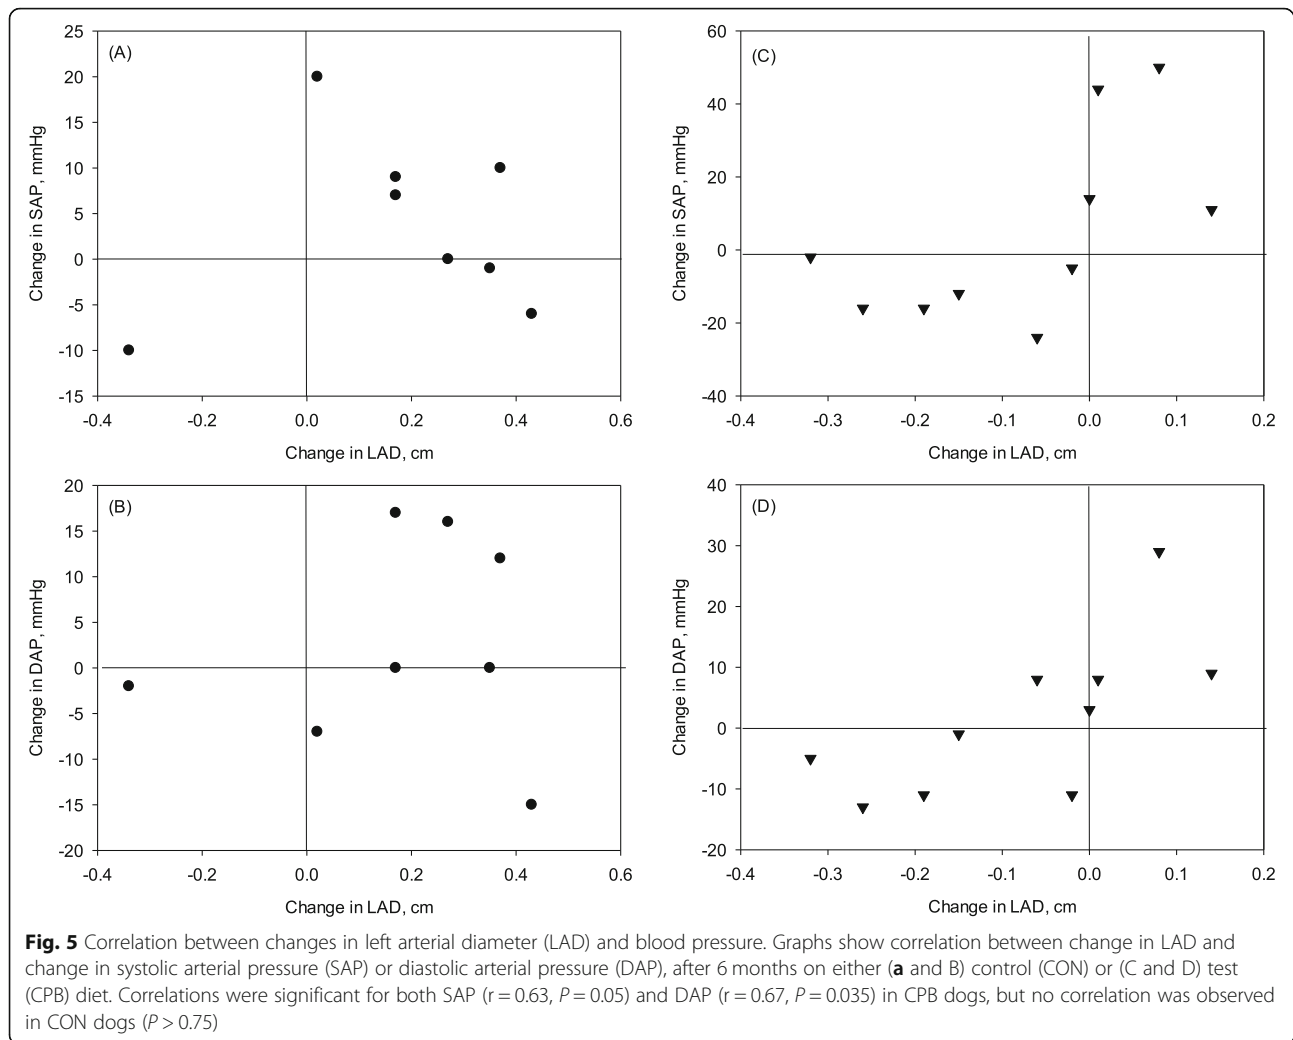 (A)
25
20
15
10
5
0
-5
-10
-15
Change in SAP, mmHg
-0.4 -0.2 0.0 0.2 0.4 0.6
Change in LAD, cm
(C)
60
40
20
0
-20
-40
Change in SAP, mmHg
-0.4 -0.3 -0.2 -0.1 0.0 0.1 0.2
Change in LAD, cm
(B)
20
15
10
5
0
-5
-10
-15
-20
Change in DAP, mmHg
-0.4 -0.2 0.0 0.2 0.4 0.6
Change in LAD, cm
(D)
40
30
20
10
0
-10
-20
Change in DAP, mmHg
-0.4 -0.3 -0.2 -0.1 0.0 0.1 0.2
Change in LAD, cm
Fig. 5 Correlation between changes in left arterial diameter (LAD) and blood pressure. Graphs show correlation between change in LAD and
change in systolic arterial pressure (SAP) or diastolic arterial pressure (DAP), after 6 months on either (a and B) control (CON) or (C and D) test
(CPB) diet. Correlations were significant for both SAP (r = 0.63, P = 0.05) and DAP (r = 0.67, P = 0.035) in CPB dogs, but no correlation was observed
in CON dogs (P > 0.75)